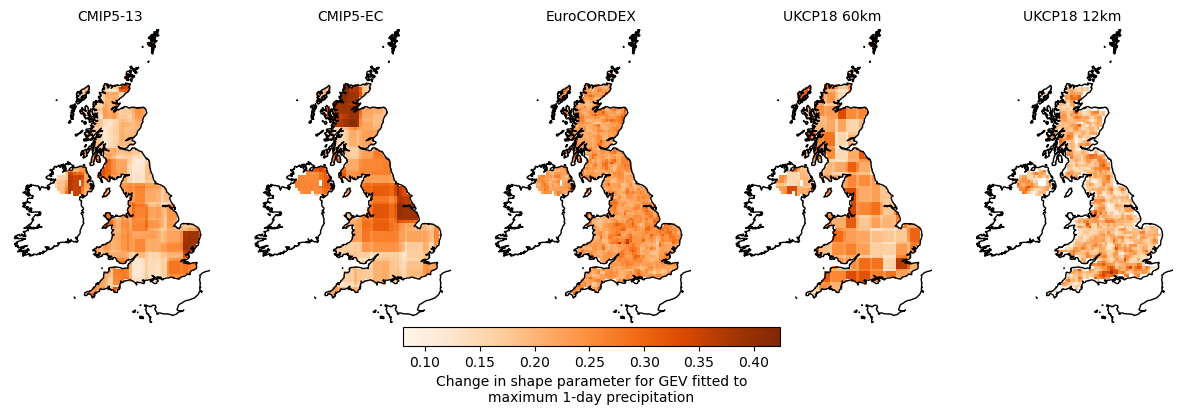 CMIP5-13
CMIP5-EC
EuroCORDEX
UKCP18 60km
UKCP18 12km
0.10 0.15 0.20 0.25 0.30 0.35 0.40
Change in shape parameter for GEV fitted to
maximum 1-day precipitation